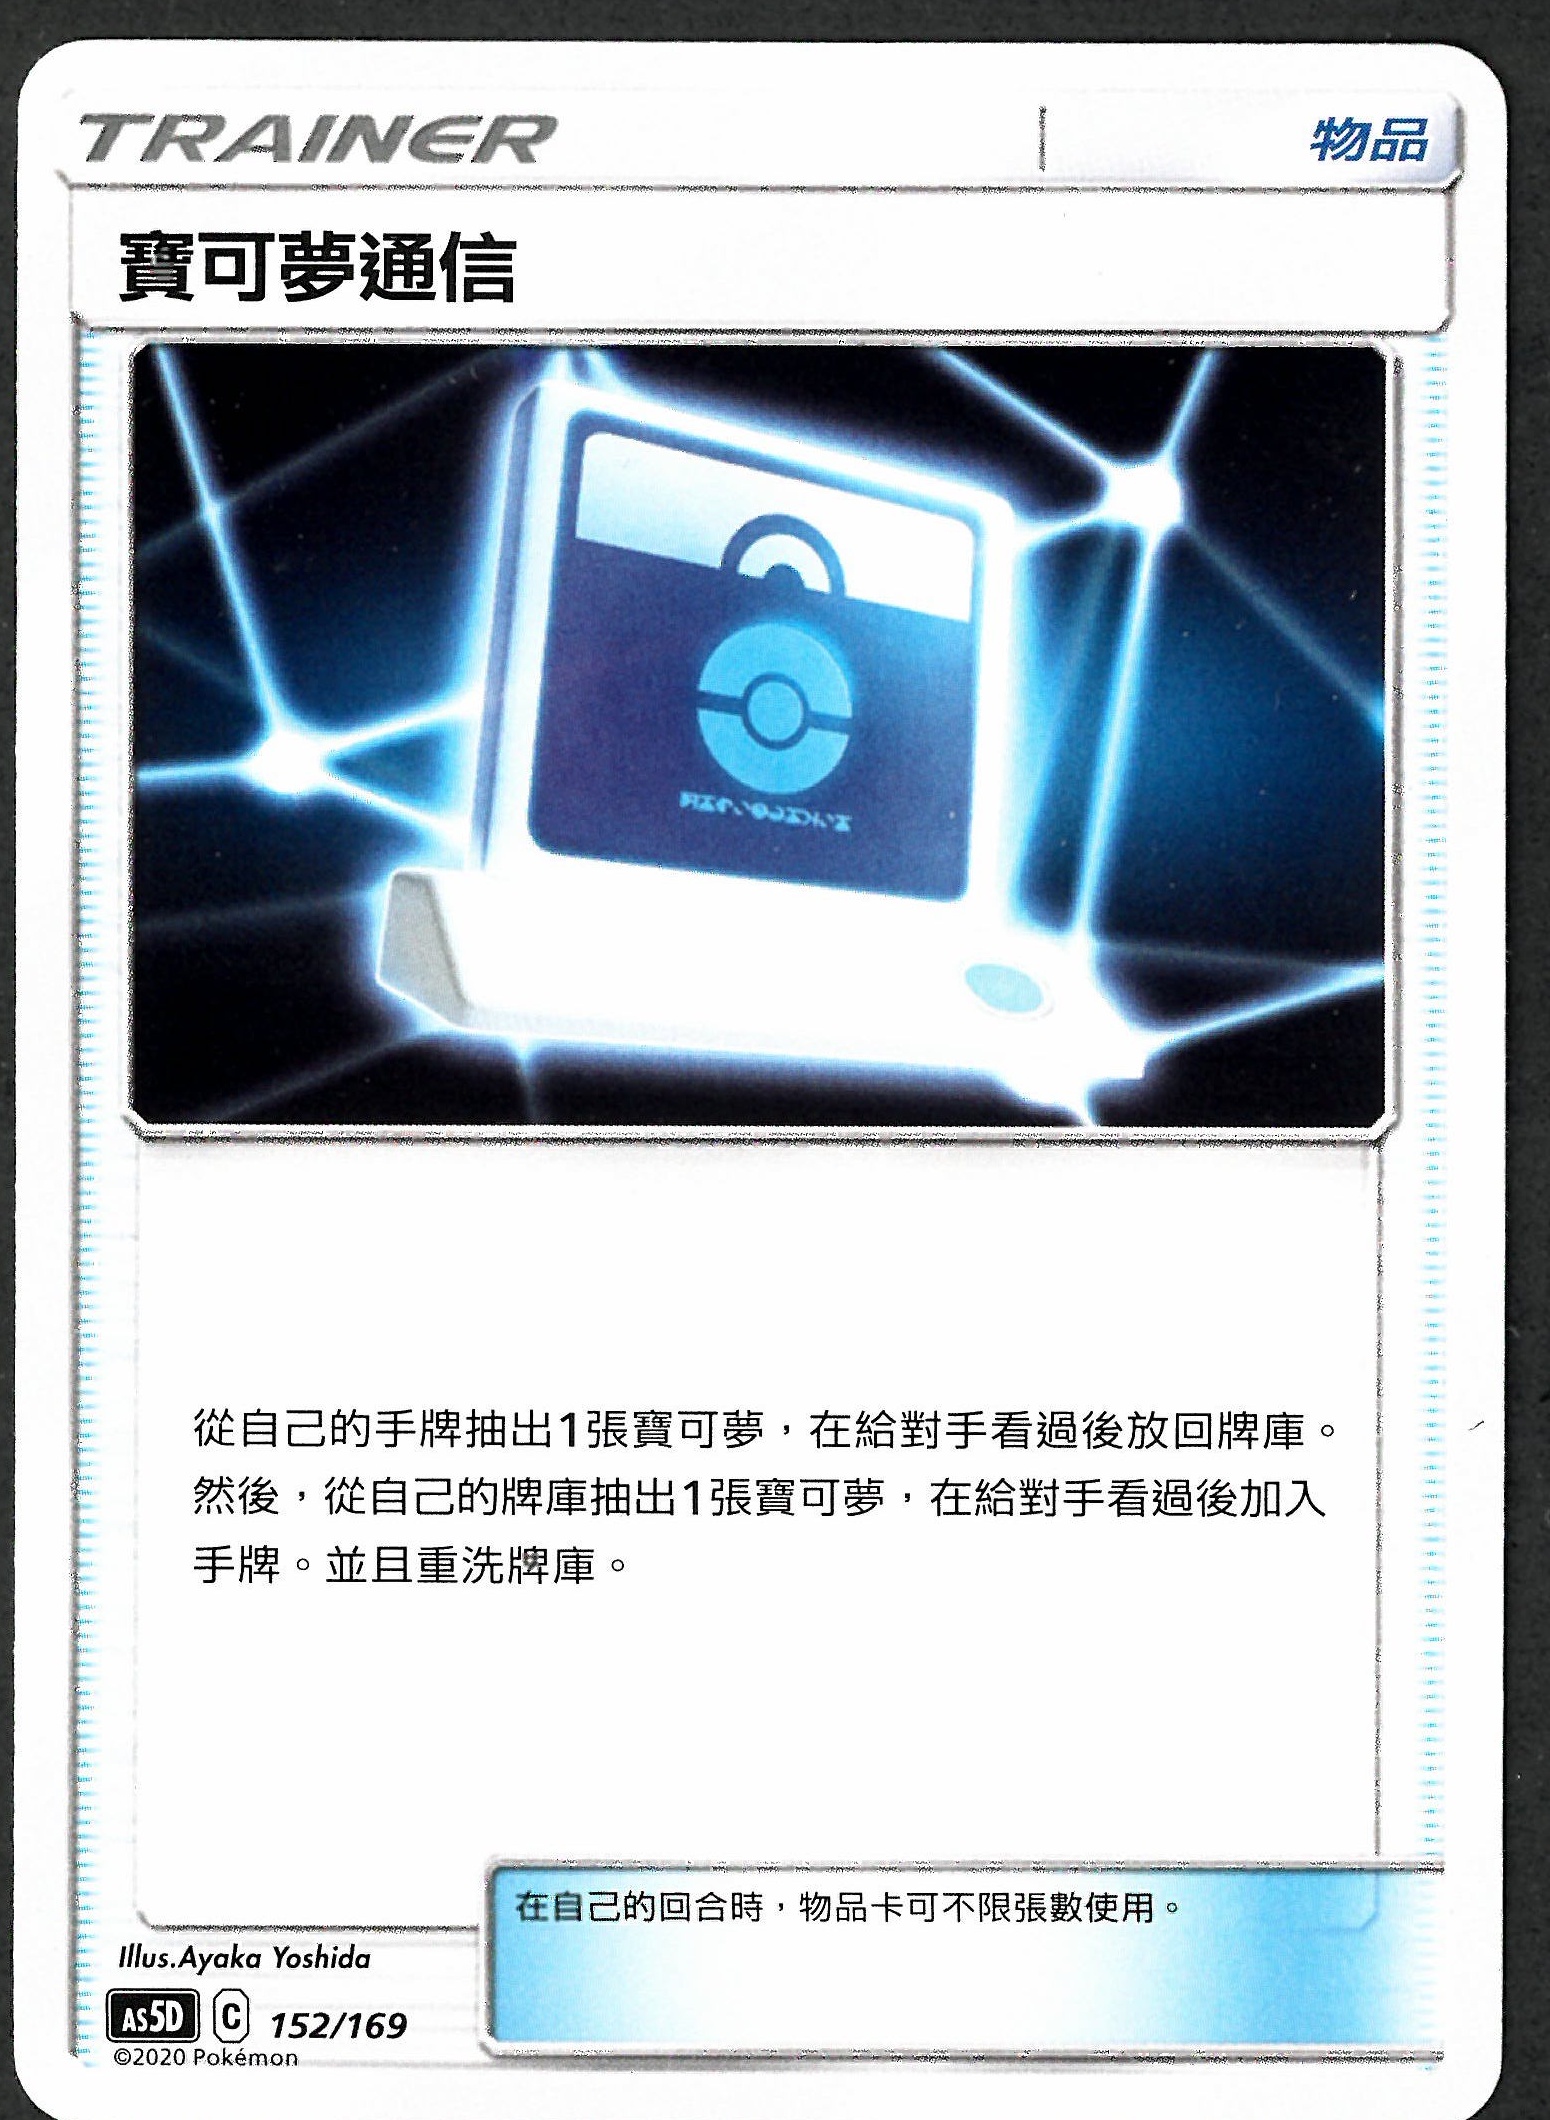 TRAINER
物品
寶可夢通信
從自己的手牌抽出1張寶可夢，在給對手看過後放回牌庫。
然後，從自己的牌庫抽出1張寶可夢，在給對手看過後加入
手牌。並且重洗牌庫。
在自己的回合時，物品卡可不限張數使用。
Illus.Ayaka Yoshida
AS5D C 152/169
©2020 Pokémon